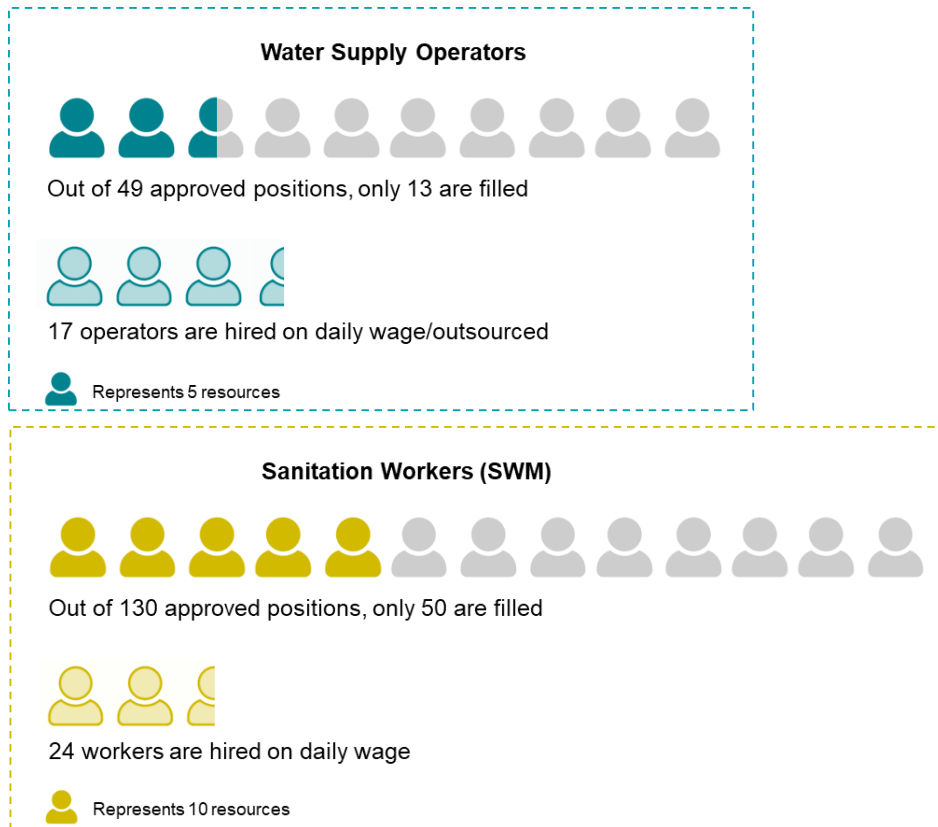 Water Supply Operators
Out of 49 approved positions, only 13 are filled
17 operators are hired on daily wage/outsourced
Represents 5 resources
Sanitation Workers (SWM)
Out of 130 approved positions, only 50 are filled
24 workers are hired on daily wage
Represents 10 resources